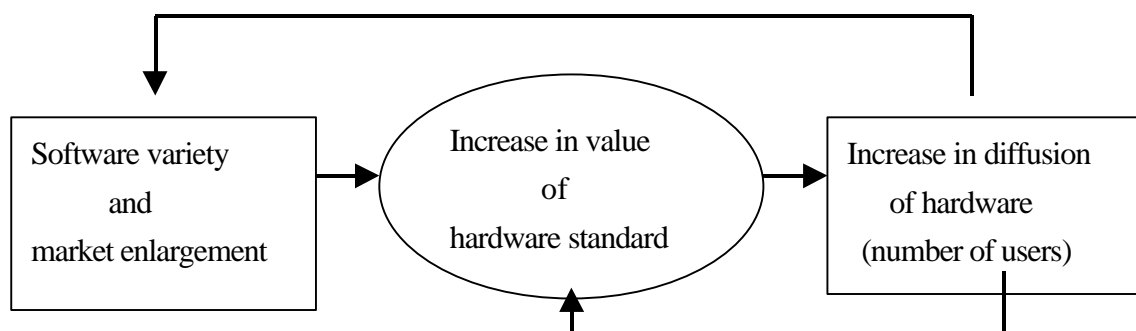 Software variety
and
market enlargement
Increase in value
of
hardware standard
Increase in diffusion
of hardware
(number of users)